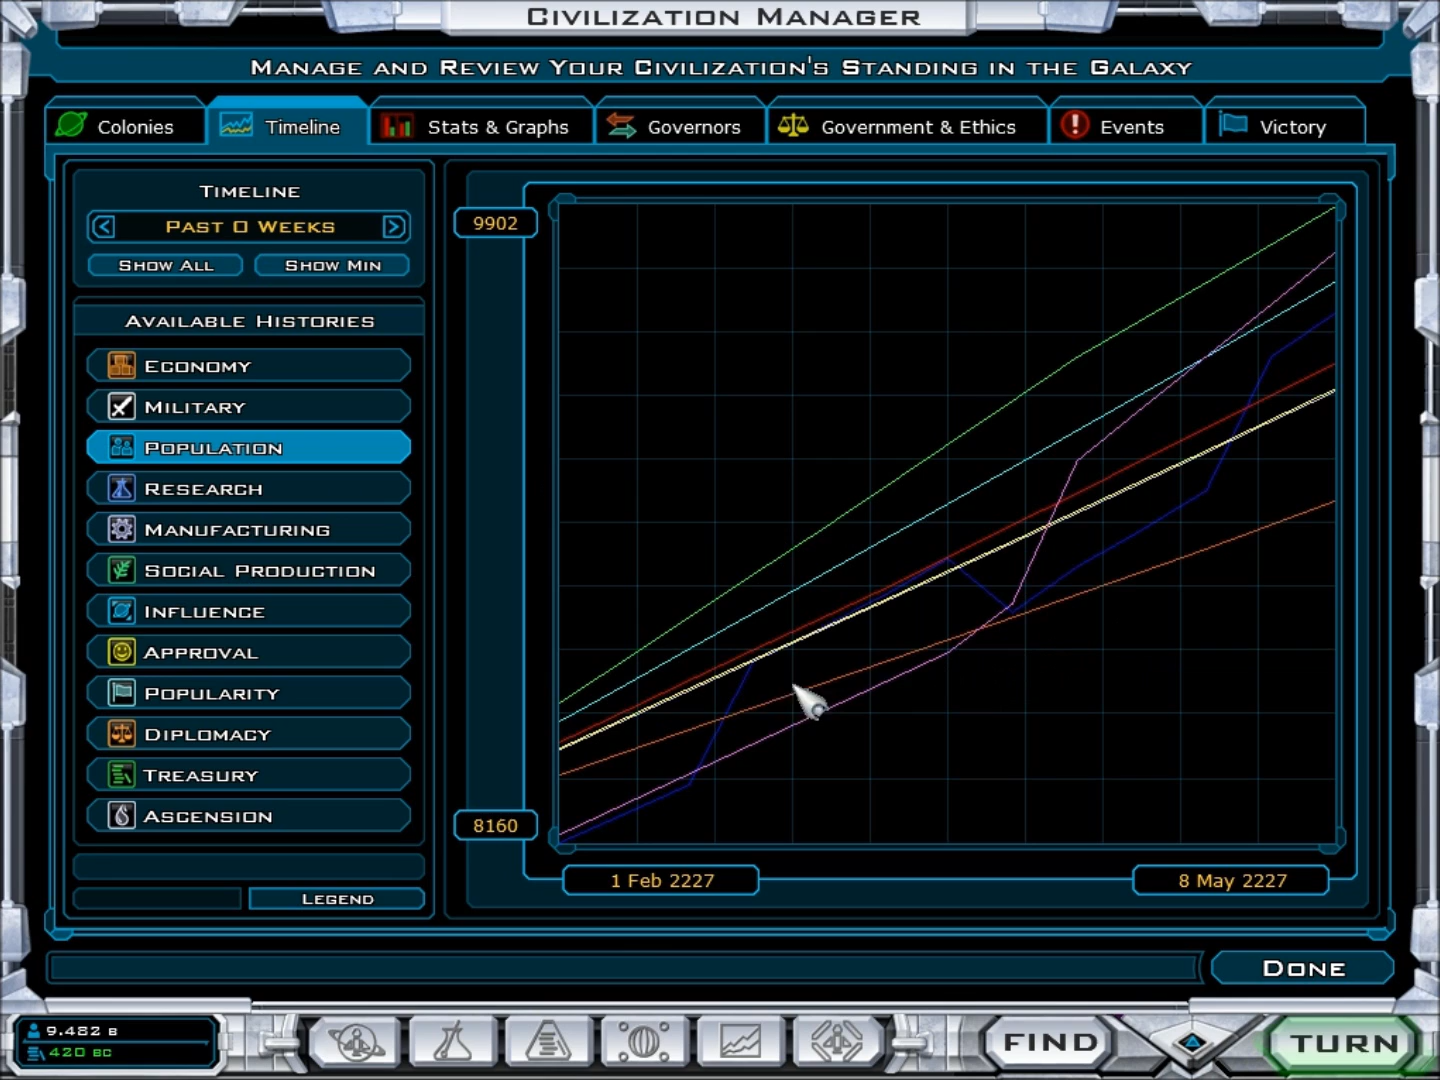 Civilization Manager
Manage and Review Your Civilization's Standing in the Galaxy
Colonies
Timeline
Stats & Graphs
Governors
Government & Ethics
Events
Victory
Timeline
Past 0 Weeks
Show All
Show Min
Available Histories
Economy
Military
Population
Research
Manufacturing
Social Production
Influence
Approval
Popularity
Diplomacy
Treasury
Ascension
Legend
9902
8160
1 Feb 2227
8 May 2227
Done
9.482 B
420 BC
Find
Turn